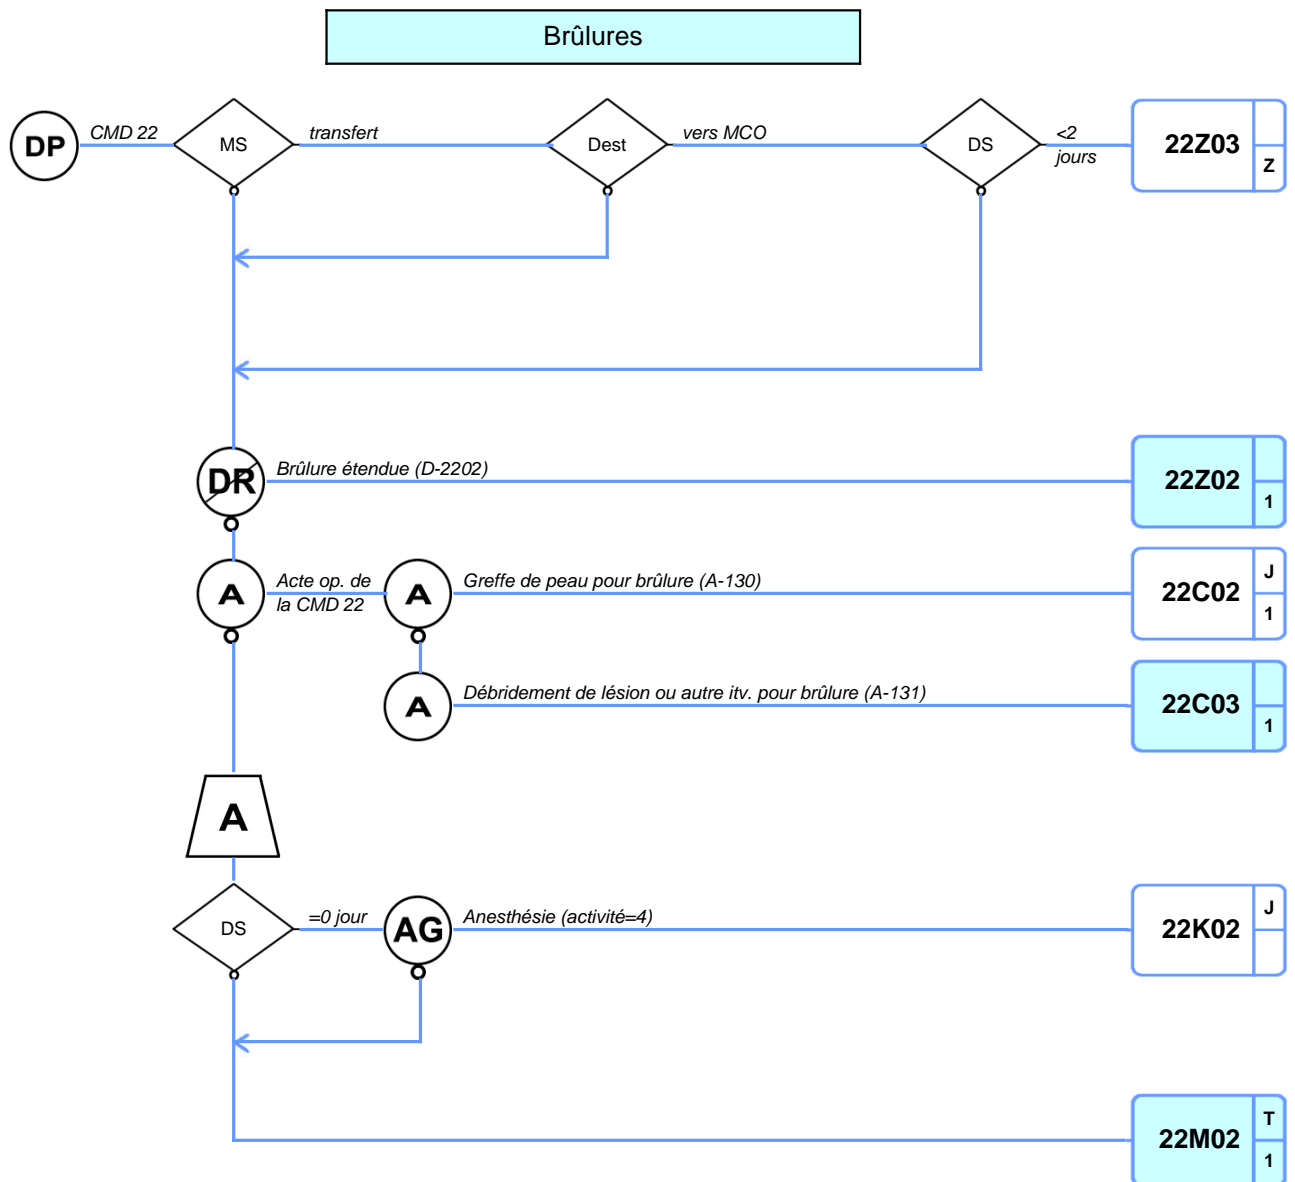 Brûlures
DP
CMD 22
MS
transfert
Dest
vers MCO
DS
<2
jours
22Z03
Z
DR
Brûlure étendue (D-2202)
22Z02
1
A
Acte op. de
la CMD 22
A
Greffe de peau pour brûlure (A-130)
22C02
J
1
A
Débridement de lésion ou autre itv. pour brûlure (A-131)
22C03
1
A
DS
=0 jour
AG
Anesthésie (activité=4)
22K02
J
22M02
T
1